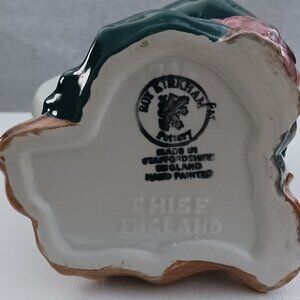 ROY KIRKHAM
Pottery
MADE IN
STAFFORDSHIRE
ENGLAND
HAND PAINTED
THIEF
ENGLAND